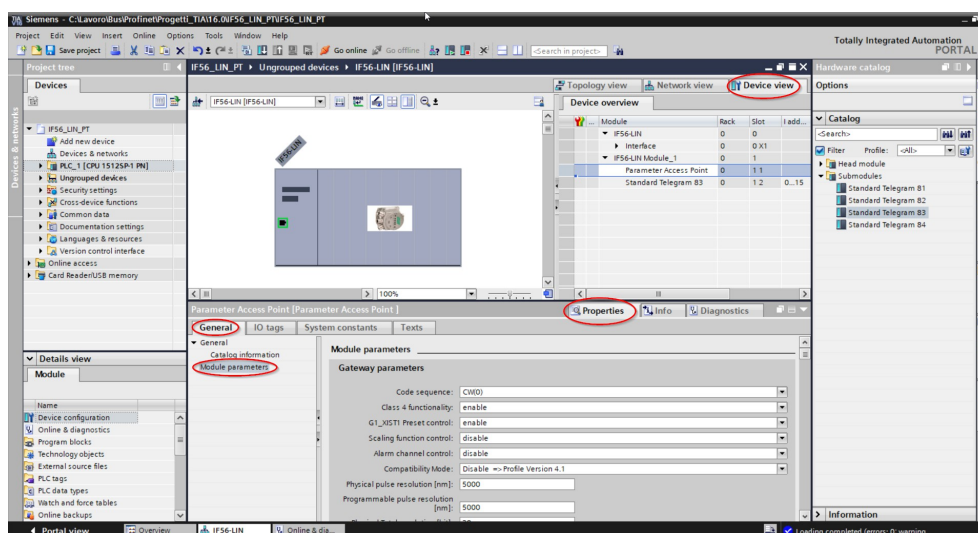 Siemens - C:\Lavoro\Bus\Profinet\Progetti_TIA\16.0\IF56_LIN_PT\IF56_LIN_PT
Project Edit View Insert Online Options Tools Window Help
Totally Integrated Automation
PORTAL
Save project
Go online
Go offline
<Search in project>
Project tree
IF56_LIN_PT
Ungrouped devices
IF56-LIN [IF56-LIN]
Hardware catalog
Devices
Topology view
Network view
Device view
Options
IF56-LIN [IF56-LIN]
Device overview
Module
Rack
Slot
I add...
IF56-LIN 0 0
Interface 0 0 X1
IF56-LIN Module_1 0 1
Parameter Access Point 0 1 1
Standard Telegram 83 0 1 2 0...15
Catalog
<Search>
Filter
Profile:
<All>
Head module
Submodules
Standard Telegram 81
Standard Telegram 82
Standard Telegram 83
Standard Telegram 84
Devices & networks
IF56_LIN_PT
Add new device
Devices & networks
PLC_1 [CPU 1512SP-1 PN]
Ungrouped devices
Security settings
Cross-device functions
Common data
Documentation settings
Languages & resources
Version control interface
Online access
Card Reader/USB memory
IF56-LIN
100%
Parameter Access Point [Parameter Access Point ]
Properties
Info
Diagnostics
General
IO tags
System constants
Texts
General
Catalog information
Module parameters
Module parameters
Gateway parameters
Code sequence: CW(0)
Class 4 functionality: enable
G1_XIST1 Preset control: enable
Scaling function control: disable
Alarm channel control: disable
Compatibility Mode: Disable => Profile Version 4.1
Physical pulse resolution [nm]: 5000
Programmable pulse resolution
[nm]: 5000
Details view
Module
Name
Device configuration
Online & diagnostics
Program blocks
Technology objects
External source files
PLC tags
PLC data types
Watch and force tables
Online backups
Information
Portal view
Overview
IF56-LIN
Online & dia...
Loading completed (errors: 0; warning